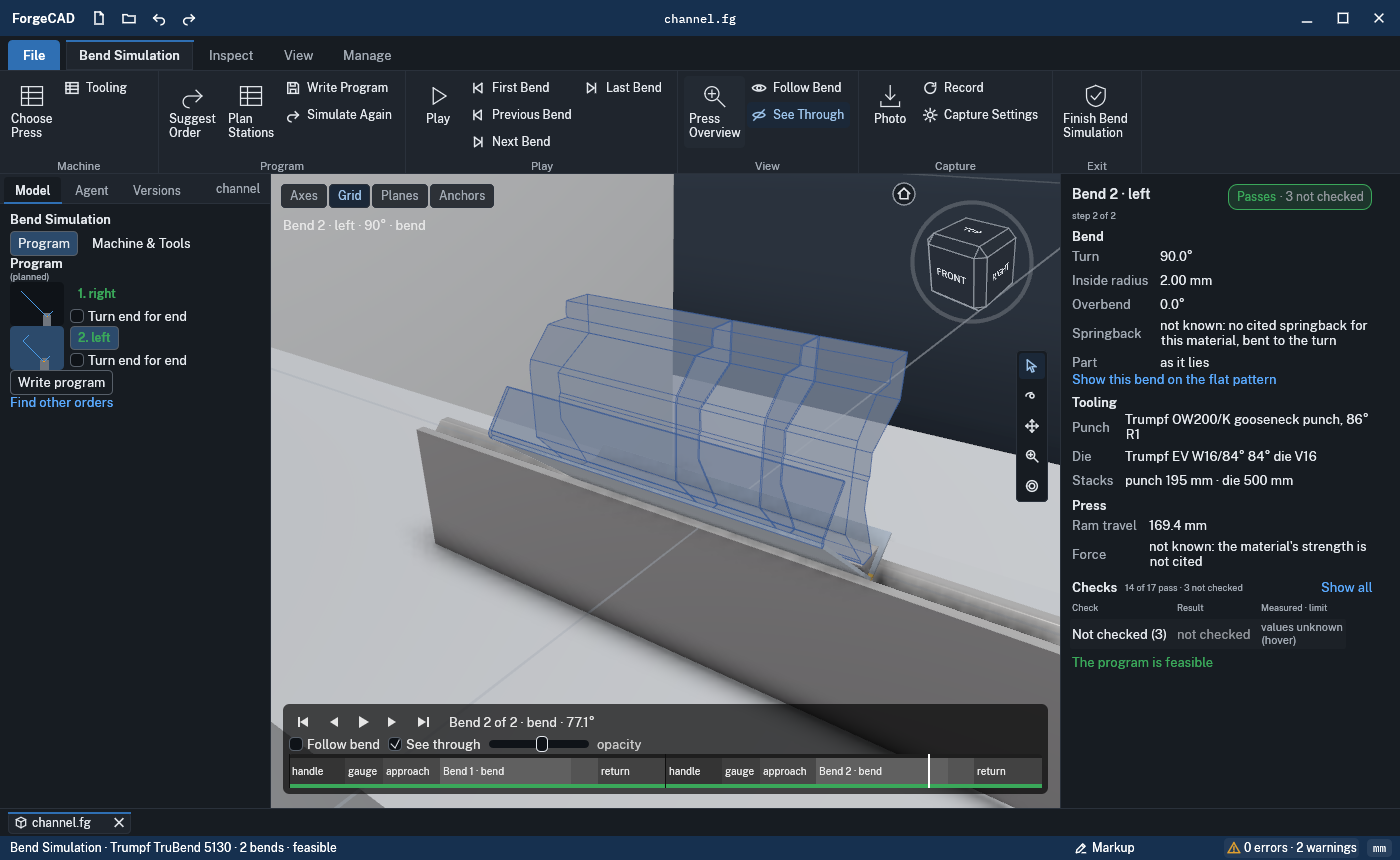 ForgeCAD
channel.fg
File
Bend Simulation
Inspect
View
Manage
Choose Press
Tooling
Machine
Suggest Order
Plan Stations
Write Program
Simulate Again
Program
Play
First Bend
Previous Bend
Next Bend
Last Bend
Play
Press Overview
Follow Bend
See Through
View
Photo
Record
Capture Settings
Capture
Finish Bend Simulation
Exit
Model
Agent
Versions
channel
Bend Simulation
Program
Machine & Tools
Program
(planned)
1. right
Turn end for end
2. left
Turn end for end
Write program
Find other orders
Axes
Grid
Planes
Anchors
Bend 2 · left · 90° · bend
TOP
FRONT
RIGHT
Bend 2 of 2 · bend · 77.1°
Follow bend
See through
opacity
handle
gauge
approach
Bend 1 · bend
return
handle
gauge
approach
Bend 2 · bend
return
Bend 2 · left
Passes · 3 not checked
step 2 of 2
Bend
Turn 90.0°
Inside radius 2.00 mm
Overbend 0.0°
Springback not known: no cited springback for
this material, bent to the turn
Part as it lies
Show this bend on the flat pattern
Tooling
Punch Trumpf OW200/K gooseneck punch, 86°
R1
Die Trumpf EV W16/84° 84° die V16
Stacks punch 195 mm · die 500 mm
Press
Ram travel 169.4 mm
Force not known: the material's strength is
not cited
Checks 14 of 17 pass · 3 not checked Show all
Check Result Measured · limit
Not checked (3) not checked values unknown
(hover)
The program is feasible
channel.fg
Bend Simulation · Trumpf TruBend 5130 · 2 bends · feasible
Markup
0 errors · 2 warnings
mm